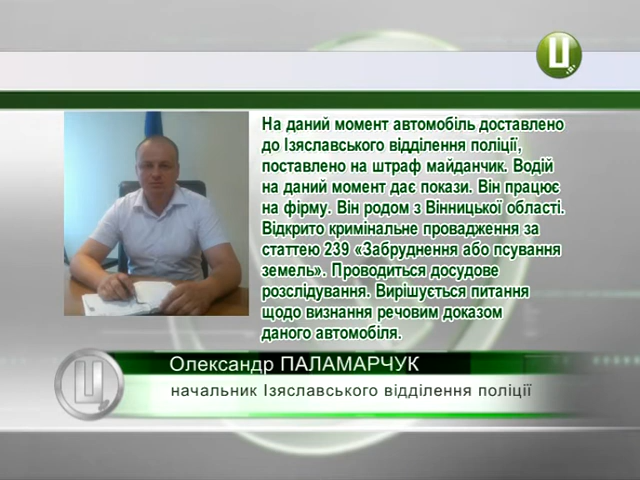 Ц
На даний момент автомобіль доставлено
до Ізяславського відділення поліції,
поставлено на штраф майданчик. Водій
на даний момент дає покази. Він працює
на фірму. Він родом з Вінницької області.
Відкрито кримінальне провадження за
статтею 239 «Забруднення або псування
земель». Проводиться досудове
розслідування. Вирішується питання
щодо визнання речовим доказом
даного автомобіля.
Олександр ПАЛАМАРЧУК
Ц
начальник Ізяславського відділення поліції